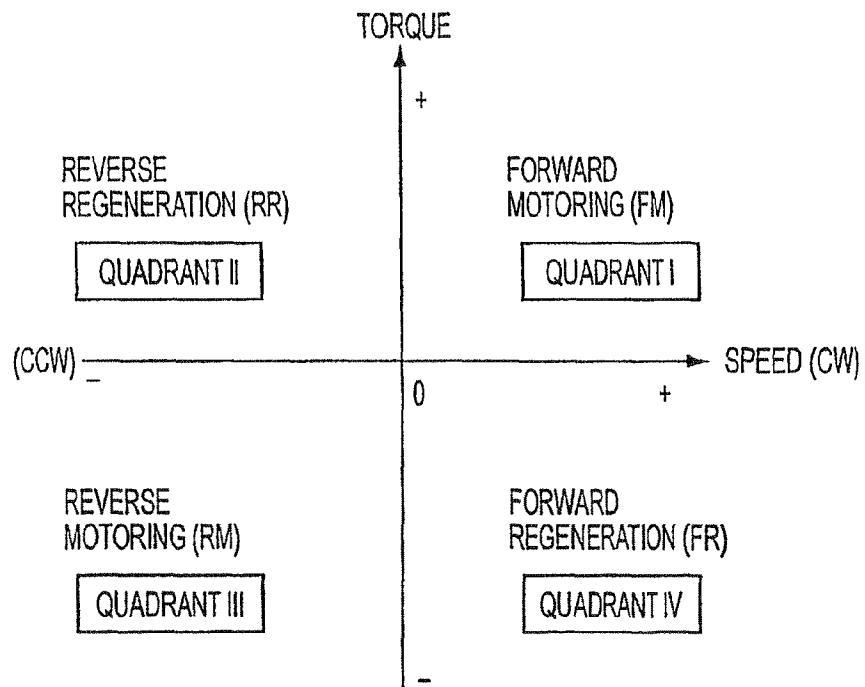 TORQUE
+
REVERSE
REGENERATION (RR)
QUADRANT II
FORWARD
MOTORING (FM)
QUADRANT I
(CCW)
–
0
+
SPEED (CW)
REVERSE
MOTORING (RM)
QUADRANT III
FORWARD
REGENERATION (FR)
QUADRANT IV
–